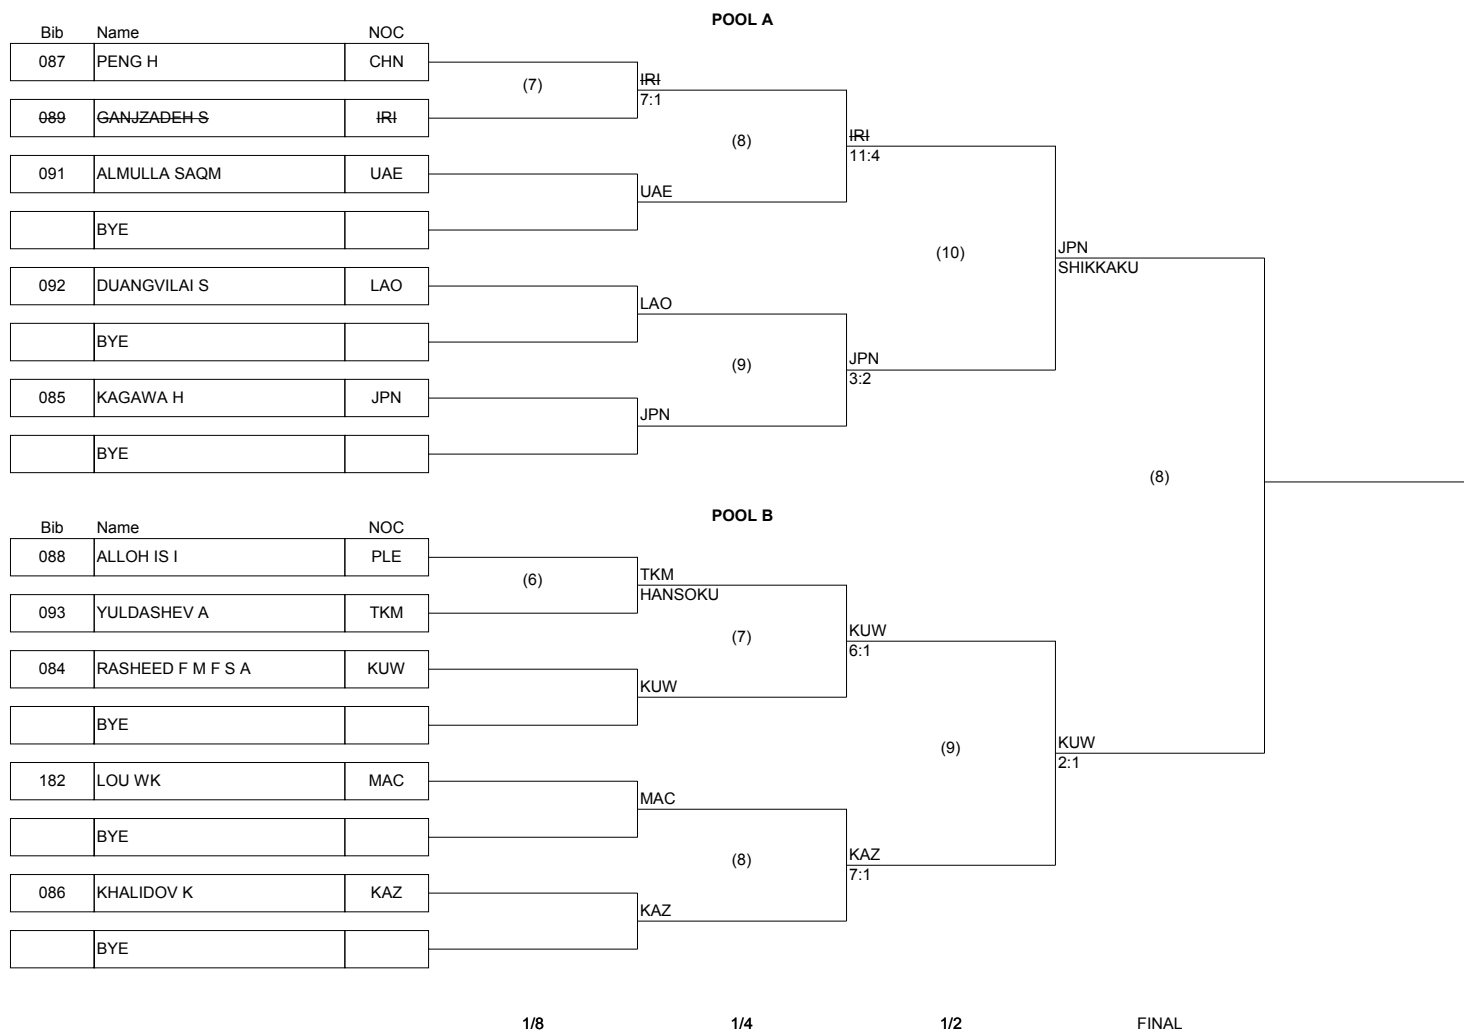 POOL A
Bib Name NOC
087 PENG H CHN
(7)
IRI
7:1
089 GANJZADEH S IRI
(8)
IRI
11:4
091 ALMULLA SAQM UAE
UAE
BYE
(10)
JPN
SHIKKAKU
092 DUANGVILAI S LAO
LAO
BYE
(9)
JPN
3:2
085 KAGAWA H JPN
JPN
BYE
(8)
POOL B
Bib Name NOC
088 ALLOH IS I PLE
(6)
TKM
HANSOKU
093 YULDASHEV A TKM
(7)
KUW
6:1
084 RASHEED F M F S A KUW
KUW
BYE
(9)
KUW
2:1
182 LOU WK MAC
MAC
BYE
(8)
KAZ
7:1
086 KHALIDOV K KAZ
KAZ
BYE
1/8 1/4 1/2 FINAL